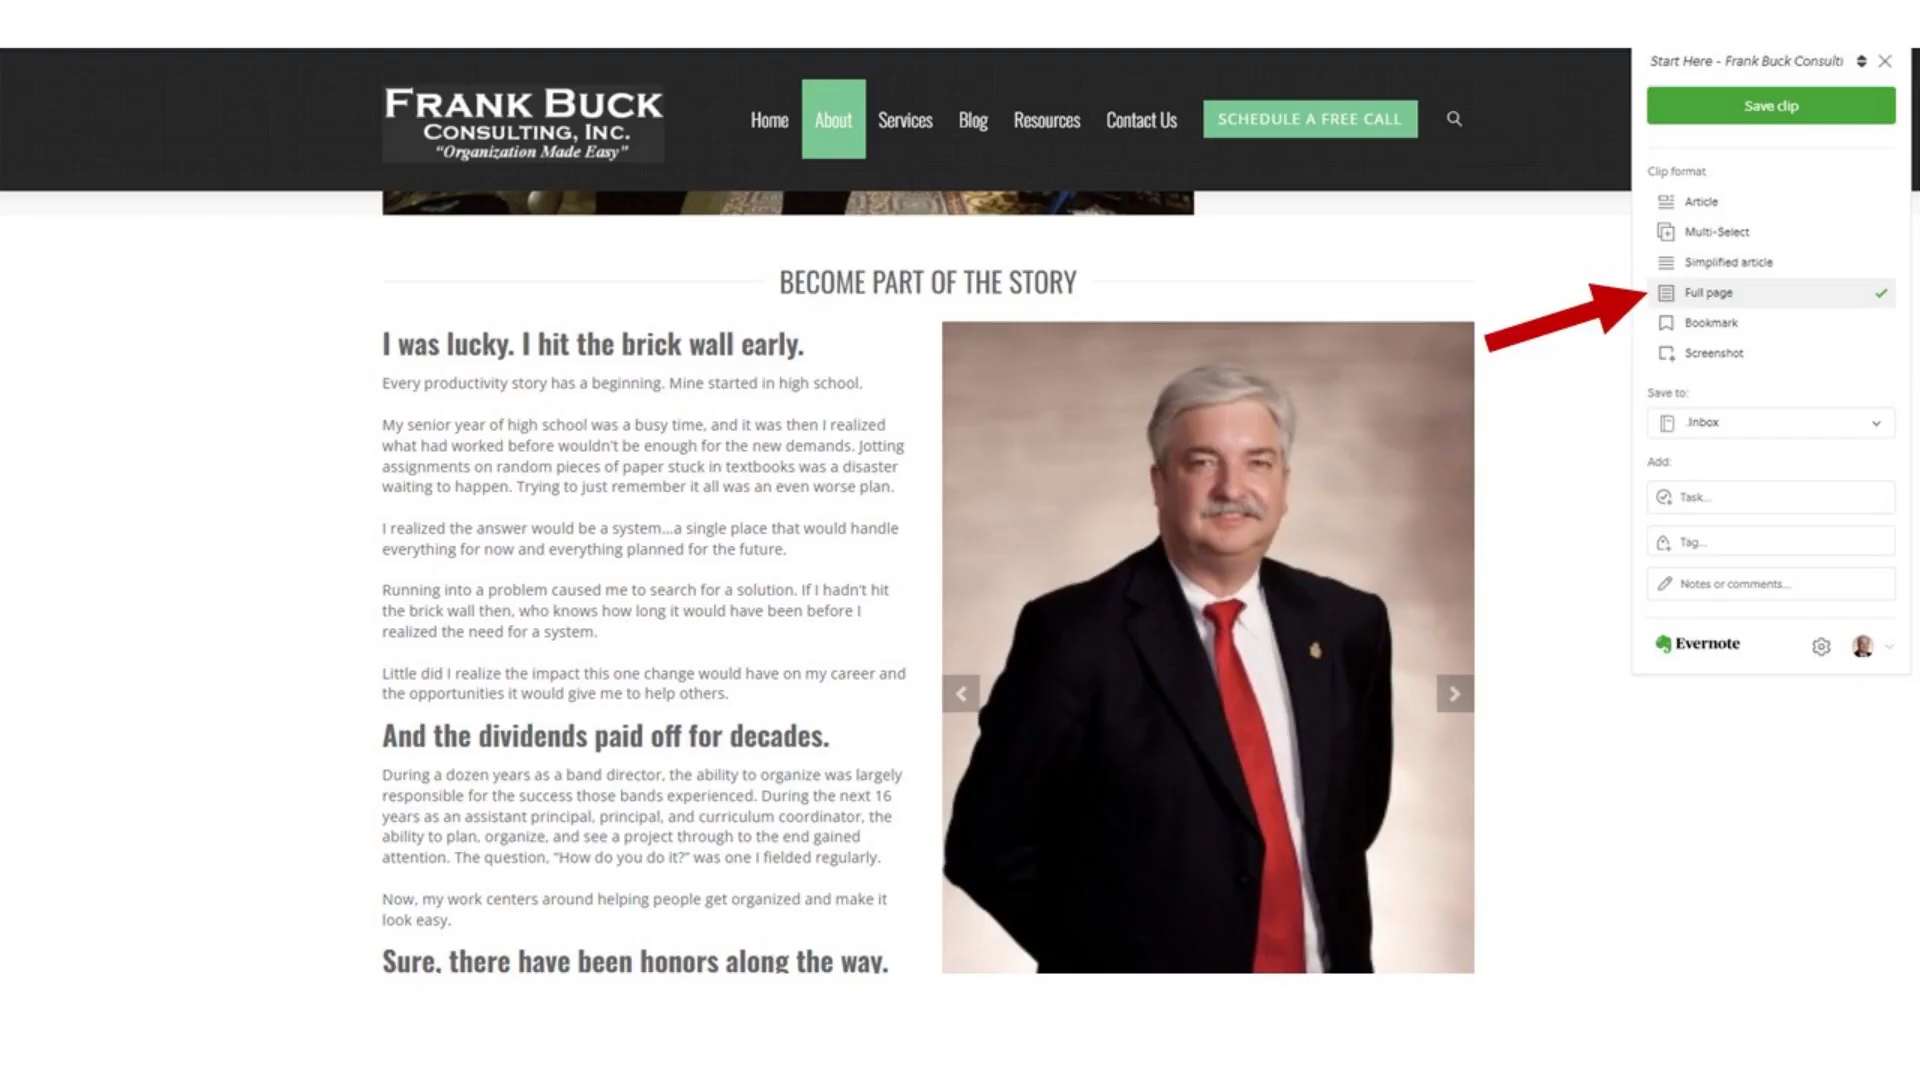 FRANK BUCK
CONSULTING, INC.
"Organization Made Easy"
Home
About
Services
Blog
Resources
Contact Us
SCHEDULE A FREE CALL
BECOME PART OF THE STORY
I was lucky. I hit the brick wall early.
Every productivity story has a beginning. Mine started in high school.
My senior year of high school was a busy time, and it was then I realized
what had worked before wouldn't be enough for the new demands. Jotting
assignments on random pieces of paper stuck in textbooks was a disaster
waiting to happen. Trying to just remember it all was an even worse plan.
I realized the answer would be a system...a single place that would handle
everything for now and everything planned for the future.
Running into a problem caused me to search for a solution. If I hadn't hit
the brick wall then, who knows how long it would have been before I
realized the need for a system.
Little did I realize the impact this one change would have on my career and
the opportunities it would give me to help others.
And the dividends paid off for decades.
During a dozen years as a band director, the ability to organize was largely
responsible for the success those bands experienced. During the next 16
years as an assistant principal, principal, and curriculum coordinator, the
ability to plan, organize, and see a project through to the end gained
attention. The question, "How do you do it?" was one I fielded regularly.
Now, my work centers around helping people get organized and make it
look easy.
Sure, there have been honors along the way.
Start Here - Frank Buck Consulti
Save clip
Clip format
Article
Multi-Select
Simplified article
Full page
Bookmark
Screenshot
Save to:
.Inbox
Add:
Task...
Tag...
Notes or comments...
Evernote